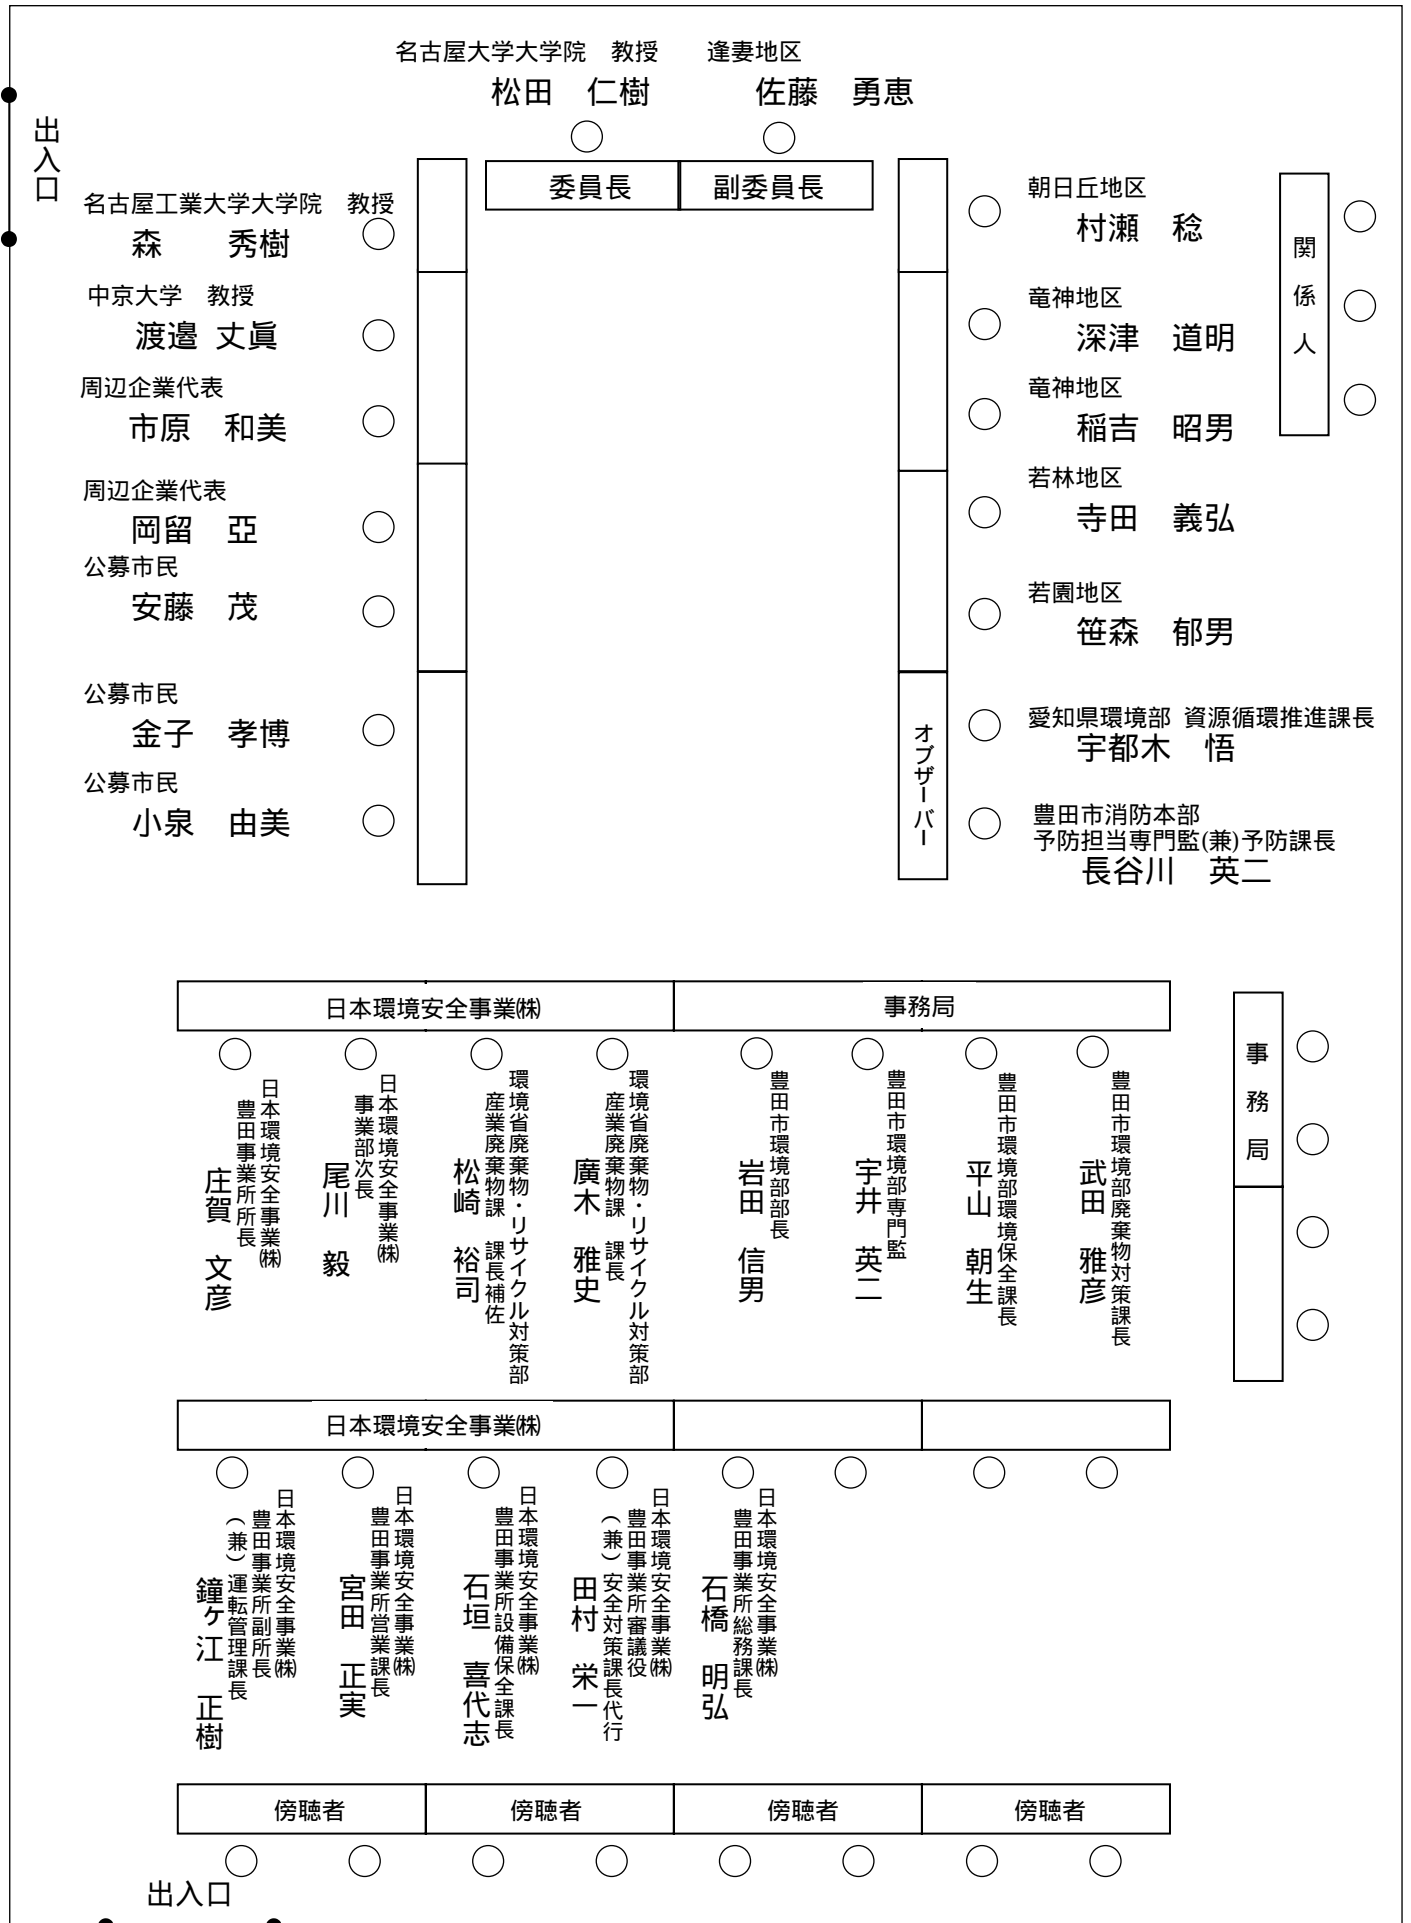 名古屋大学大学院　教授
松田　仁樹
逢妻地区
佐藤　勇恵
委員長
副委員長
出入口
名古屋工業大学大学院　教授
森　　秀樹
中京大学　教授
渡邉 丈眞
周辺企業代表
市原　和美
周辺企業代表
岡留　亞
公募市民
安藤　茂
公募市民
金子　孝博
公募市民
小泉　由美
朝日丘地区
村瀬　稔
竜神地区
深津　道明
竜神地区
稲吉　昭男
若林地区
寺田　義弘
若園地区
笹森　郁男
オブザーバー
愛知県環境部 資源循環推進課長
宇都木　悟
豊田市消防本部
予防担当専門監(兼)予防課長
長谷川　英二
関係人
日本環境安全事業㈱
日本環境安全事業㈱
豊田事業所所長
庄賀　文彦
日本環境安全事業㈱
事業部次長
尾川　毅
環境省廃棄物・リサイクル対策部
産業廃棄物課　課長補佐
松崎　裕司
環境省廃棄物・リサイクル対策部
産業廃棄物課　課長
廣木　雅史
事務局
豊田市環境部部長
岩田　信男
豊田市環境部専門監
宇井　英二
豊田市環境部環境保全課長
平山　朝生
豊田市環境部廃棄物対策課長
武田　雅彦
事務局
日本環境安全事業㈱
日本環境安全事業㈱
豊田事業所副所長
（兼）運転管理課長
鐘ヶ江　正樹
日本環境安全事業㈱
豊田事業所営業課長
宮田　正実
日本環境安全事業㈱
豊田事業所設備保全課長
石垣　喜代志
日本環境安全事業㈱
豊田事業所審議役
（兼）安全対策課長代行
田村　栄一
日本環境安全事業㈱
豊田事業所総務課長
石橋　明弘
傍聴者
傍聴者
傍聴者
傍聴者
出入口